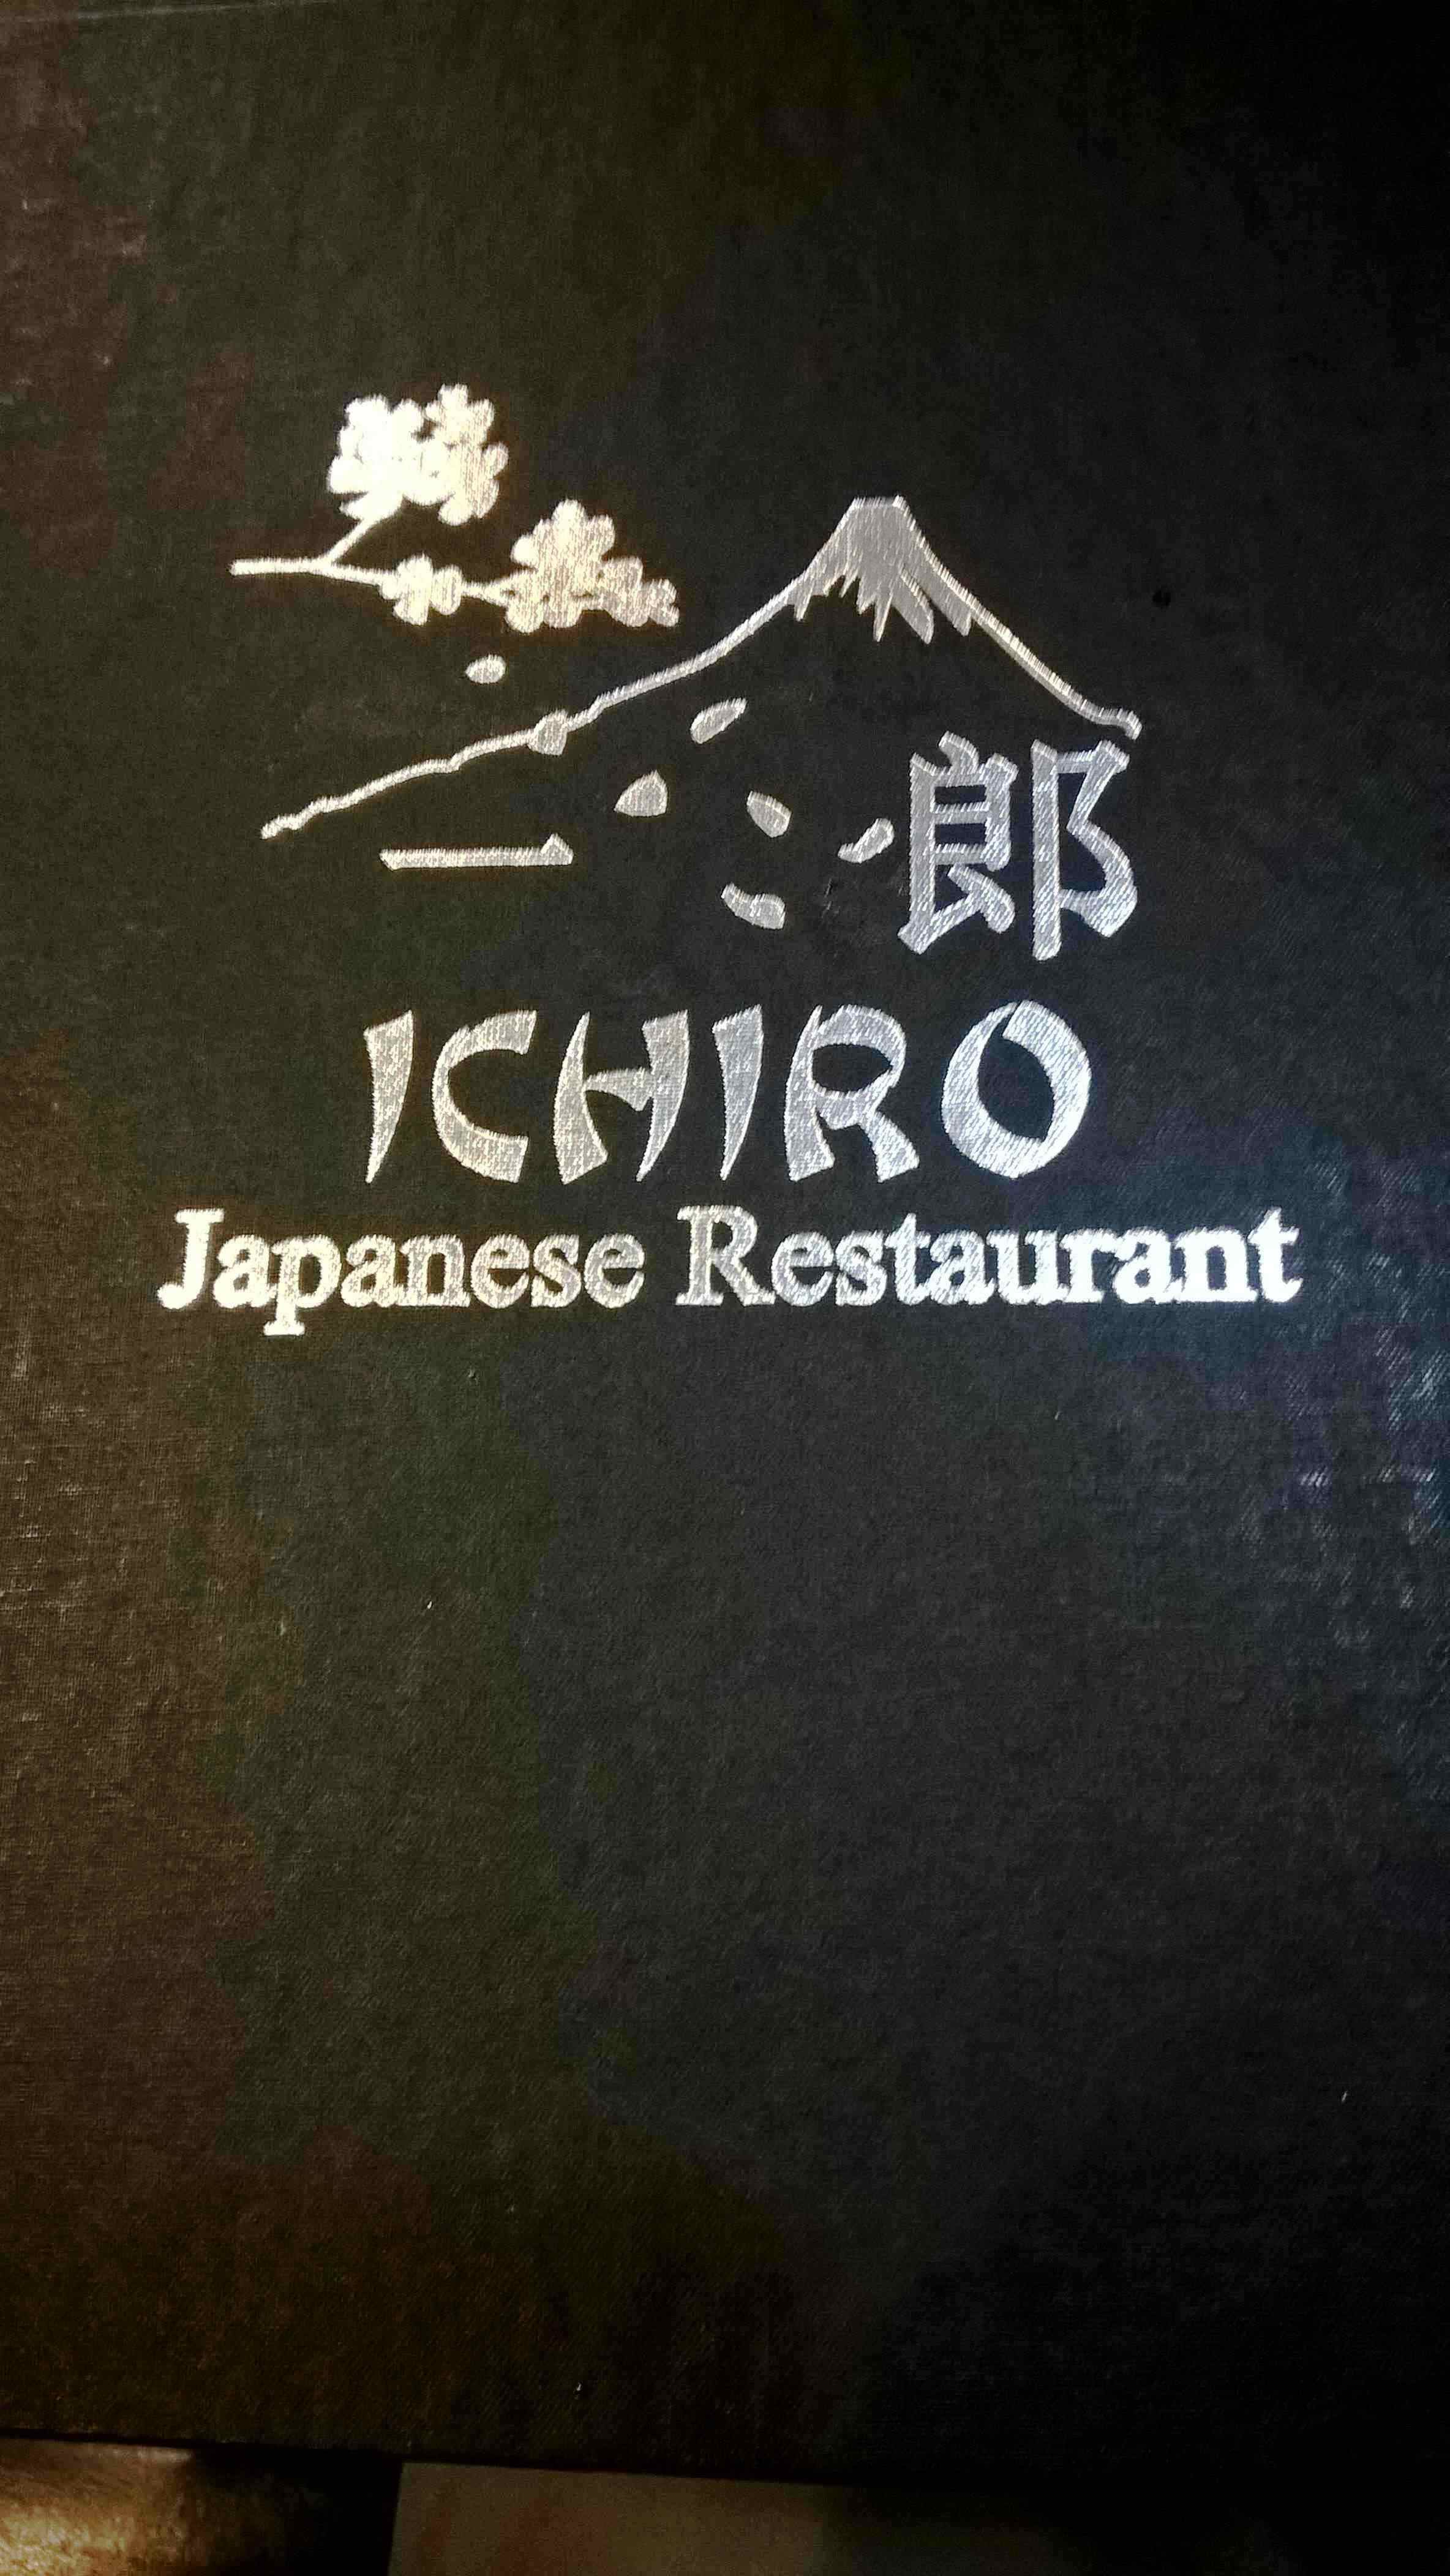 一郎
ICHIRO
Japanese Restaurant